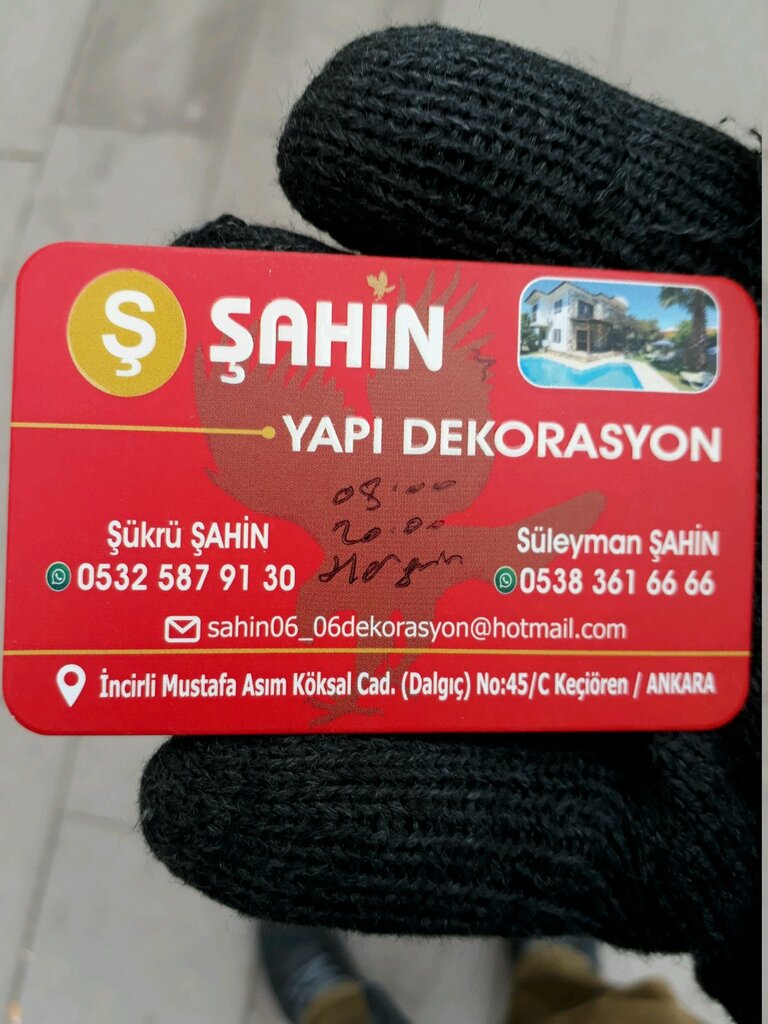 Ş ŞAHİN
YAPI DEKORASYON
08.00
20.00
Hergün
Şükrü ŞAHİN
0532 587 91 30
Süleyman ŞAHİN
0538 361 66 66
sahin06_06dekorasyon@hotmail.com
İncirli Mustafa Asım Köksal Cad. (Dalgıç) No:45/C Keçiören / ANKARA